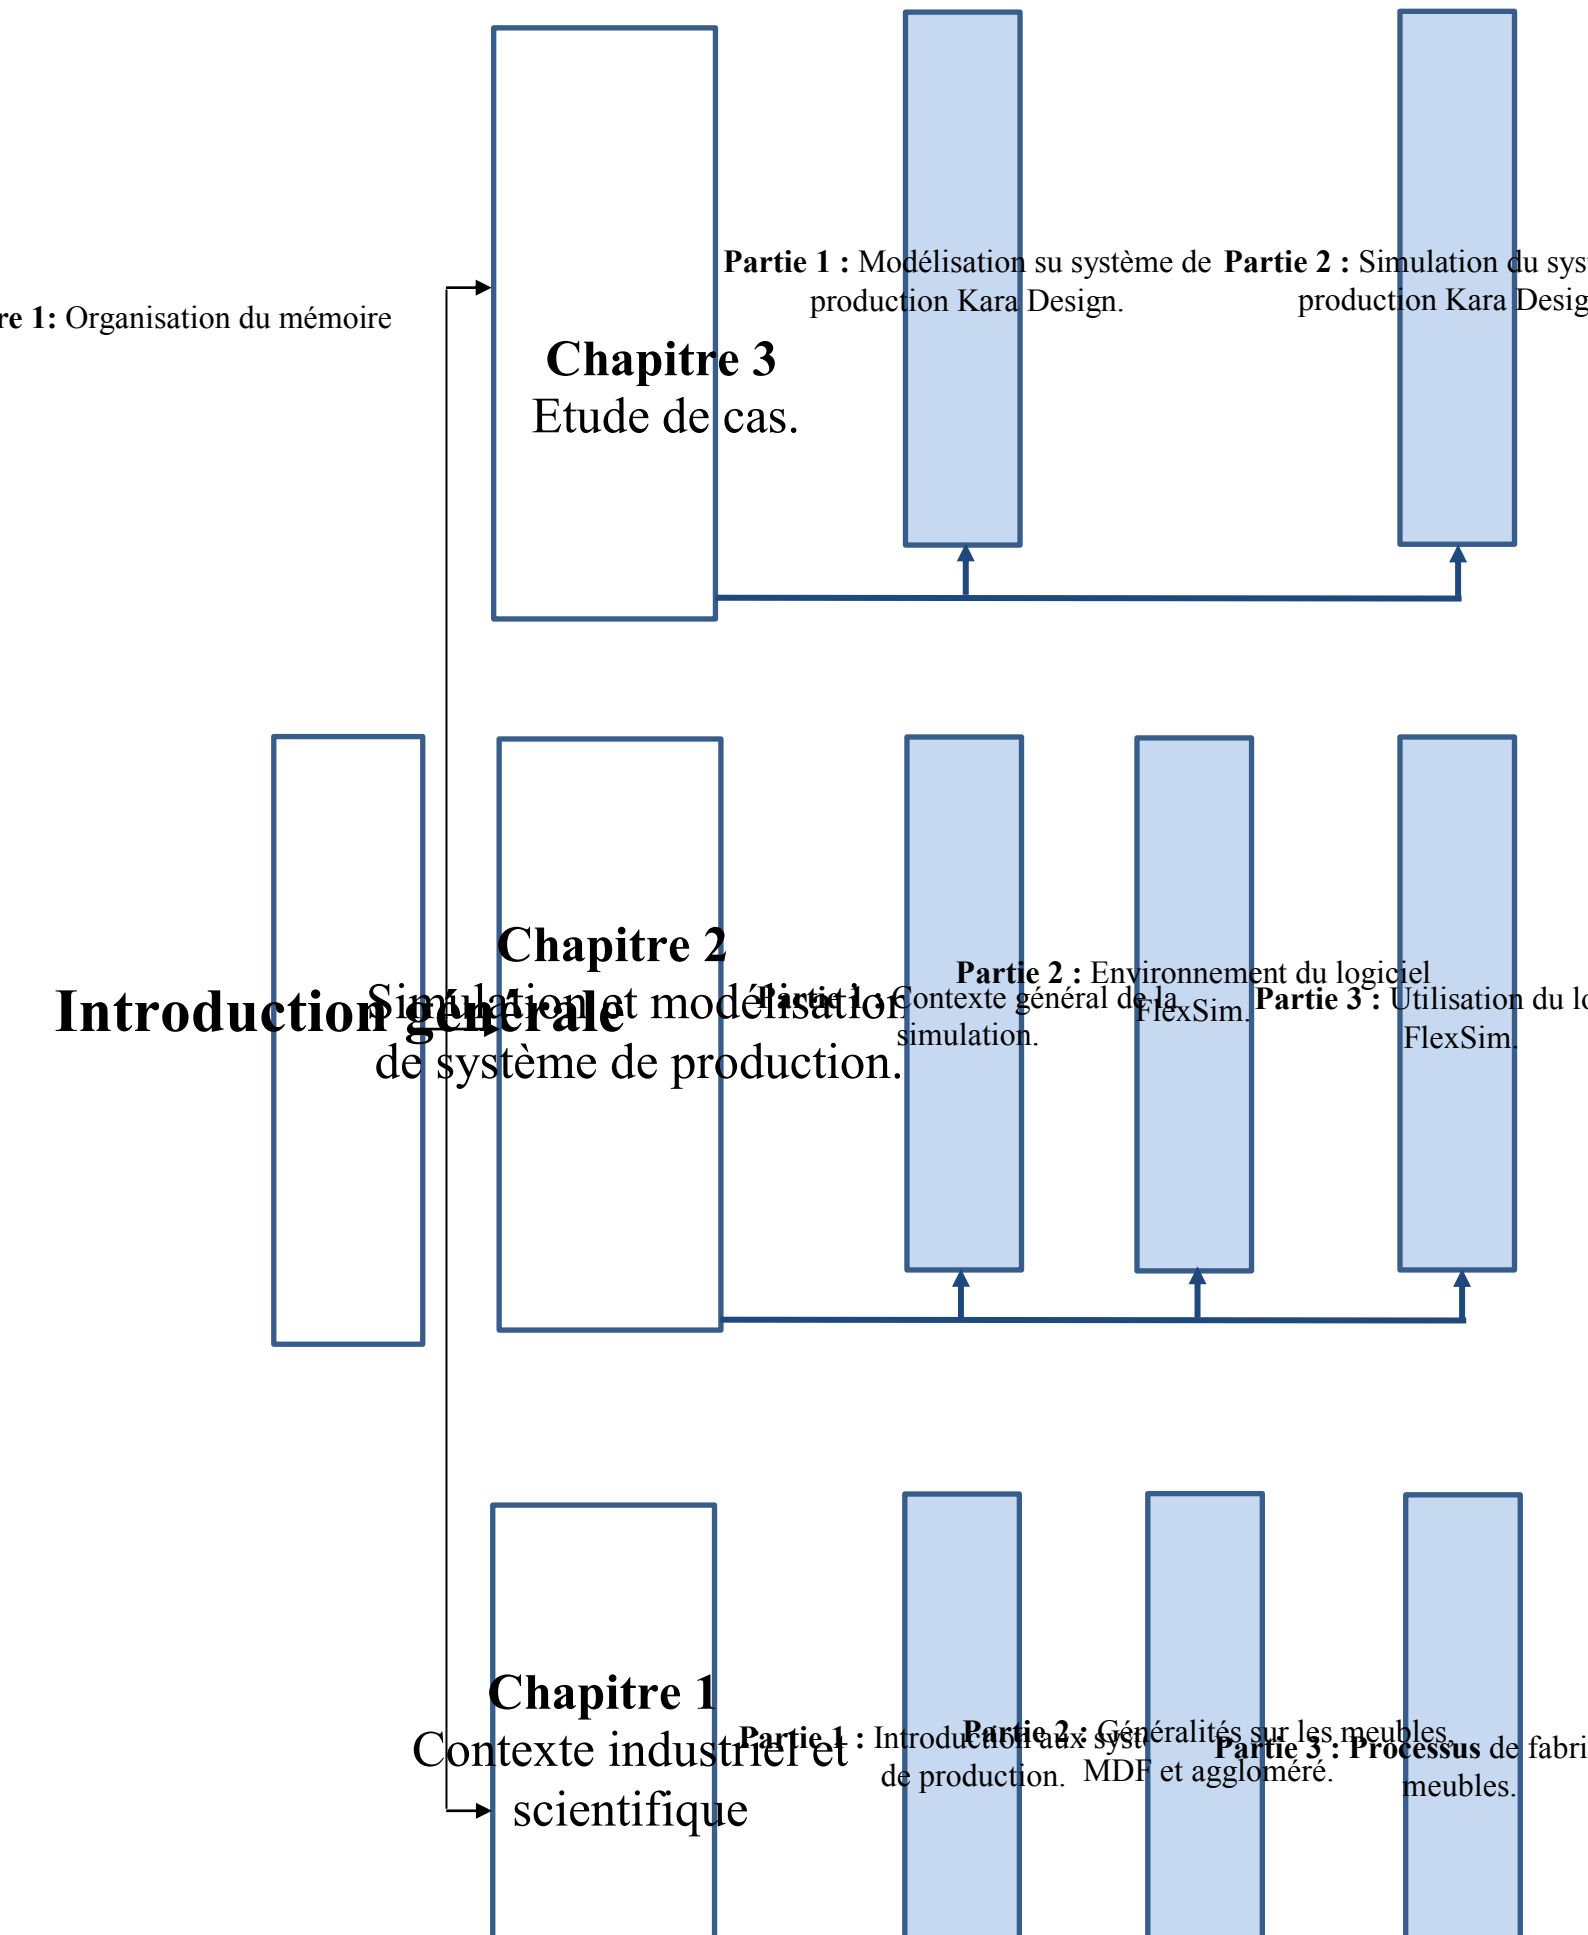 re 1: Organisation du mémoire
Chapitre 3
Etude de cas.
Partie 1 : Modélisation su système de
production Kara Design.
Partie 2 : Simulation du sys
production Kara Desig
Introduction générale
Chapitre 2
Simulation et modélisation
de système de production.
Partie 1 : Contexte général de la
simulation.
Partie 2 : Environnement du logiciel
FlexSim.
Partie 3 : Utilisation du lo
FlexSim.
Chapitre 1
Contexte industriel et
scientifique
Partie 1 : Introduction aux syst
de production.
Partie 2 : Généralités sur les meubles,
MDF et aggloméré.
Partie 3 : Processus de fabri
meubles.